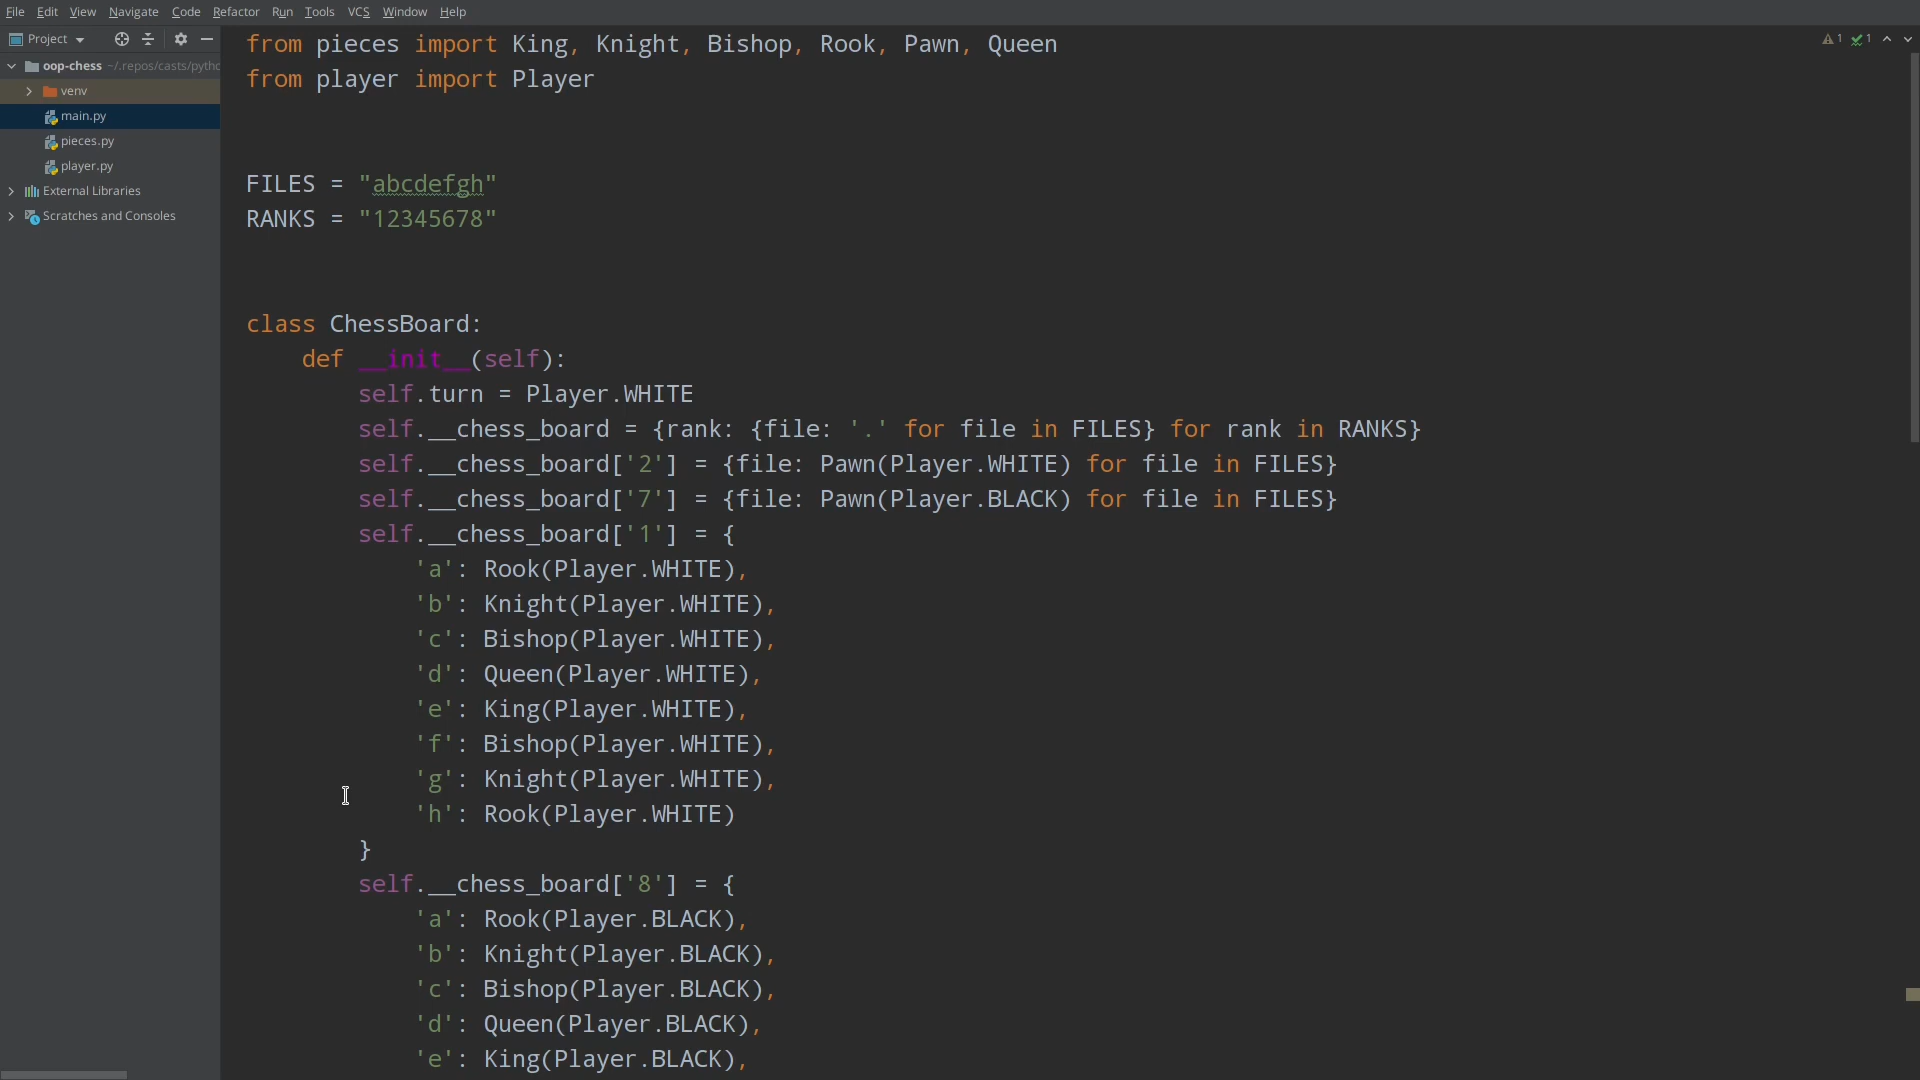 File Edit View Navigate Code Refactor Run Tools VCS Window Help
Project
oop-chess ~/.repos/casts/pytho
venv
main.py
pieces.py
player.py
External Libraries
Scratches and Consoles
1 1
from pieces import King, Knight, Bishop, Rook, Pawn, Queen
from player import Player
FILES = "abcdefgh"
RANKS = "12345678"
class ChessBoard:
def __init__(self):
self.turn = Player.WHITE
self.__chess_board = {rank: {file: '.' for file in FILES} for rank in RANKS}
self.__chess_board['2'] = {file: Pawn(Player.WHITE) for file in FILES}
self.__chess_board['7'] = {file: Pawn(Player.BLACK) for file in FILES}
self.__chess_board['1'] = {
'a': Rook(Player.WHITE),
'b': Knight(Player.WHITE),
'c': Bishop(Player.WHITE),
'd': Queen(Player.WHITE),
'e': King(Player.WHITE),
'f': Bishop(Player.WHITE),
'g': Knight(Player.WHITE),
'h': Rook(Player.WHITE)
}
self.__chess_board['8'] = {
'a': Rook(Player.BLACK),
'b': Knight(Player.BLACK),
'c': Bishop(Player.BLACK),
'd': Queen(Player.BLACK),
'e': King(Player.BLACK),